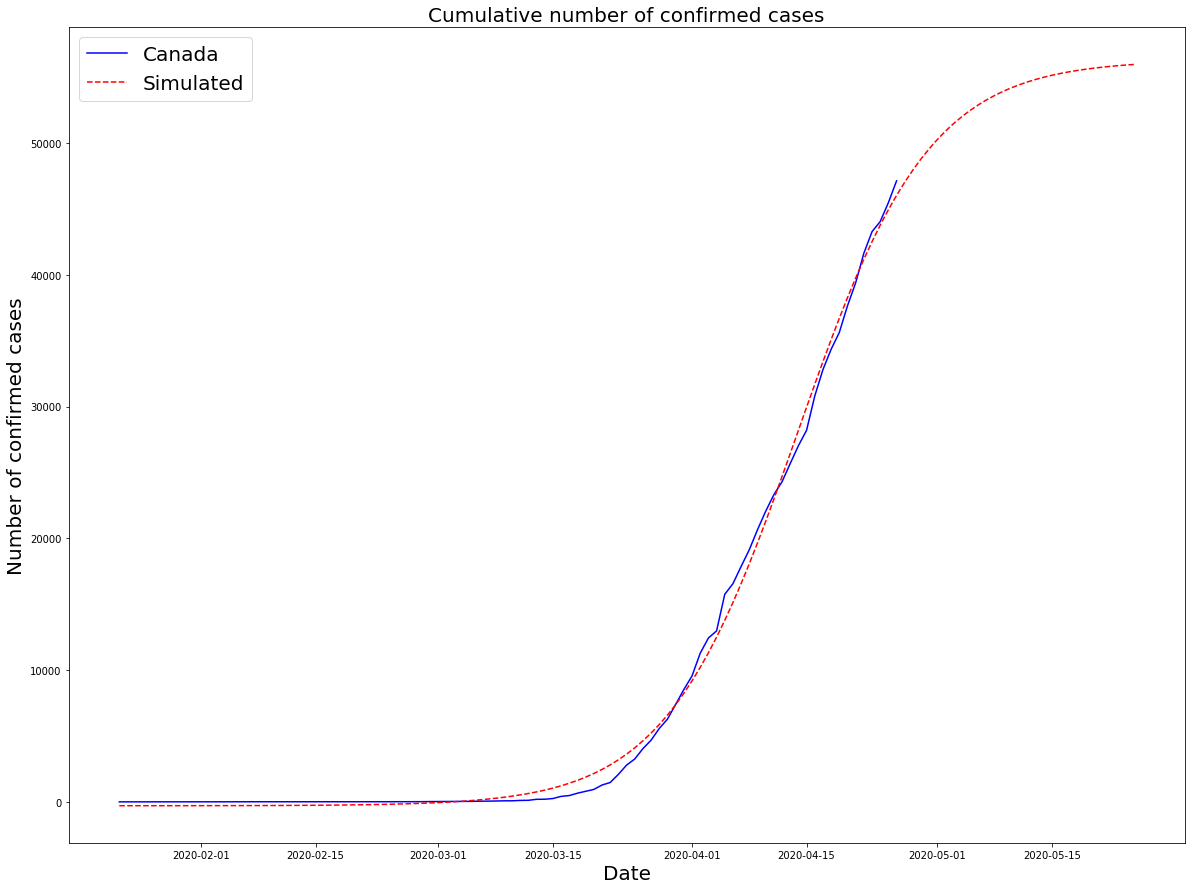 Cumulative number of confirmed cases
Canada
Simulated
Number of confirmed cases
50000
40000
30000
20000
10000
0
2020-02-01
2020-02-15
2020-03-01
2020-03-15
2020-04-01
2020-04-15
2020-05-01
2020-05-15
Date